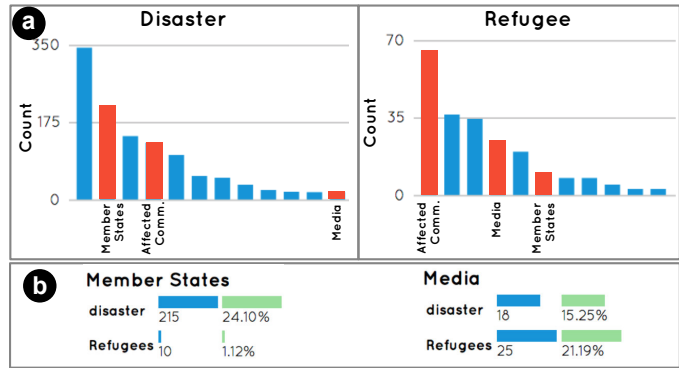 a
Disaster
Refugee
350
175
0
Count
Member
States
Affected
Comm.
Media
70
35
0
Count
Affected
Comm.
Media
Member
States
b
Member States
disaster
215
24.10%
Refugees
10
1.12%
Media
disaster
18
15.25%
Refugees
25
21.19%